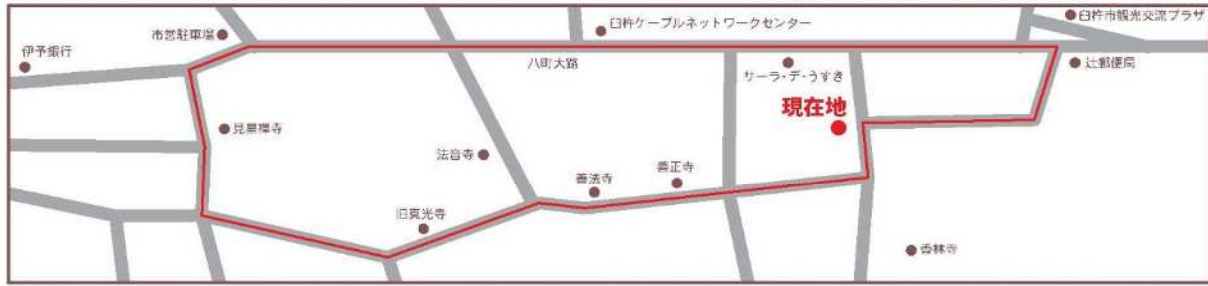 臼杵市観光交流プラザ
臼杵ケーブルネットワークセンター
市営駐車場
伊予銀行
八町大路
サーラ・デ・うすき
辻郵便局
現在地
見星禅寺
法音寺
善正寺
善法寺
旧東光寺
香林寺